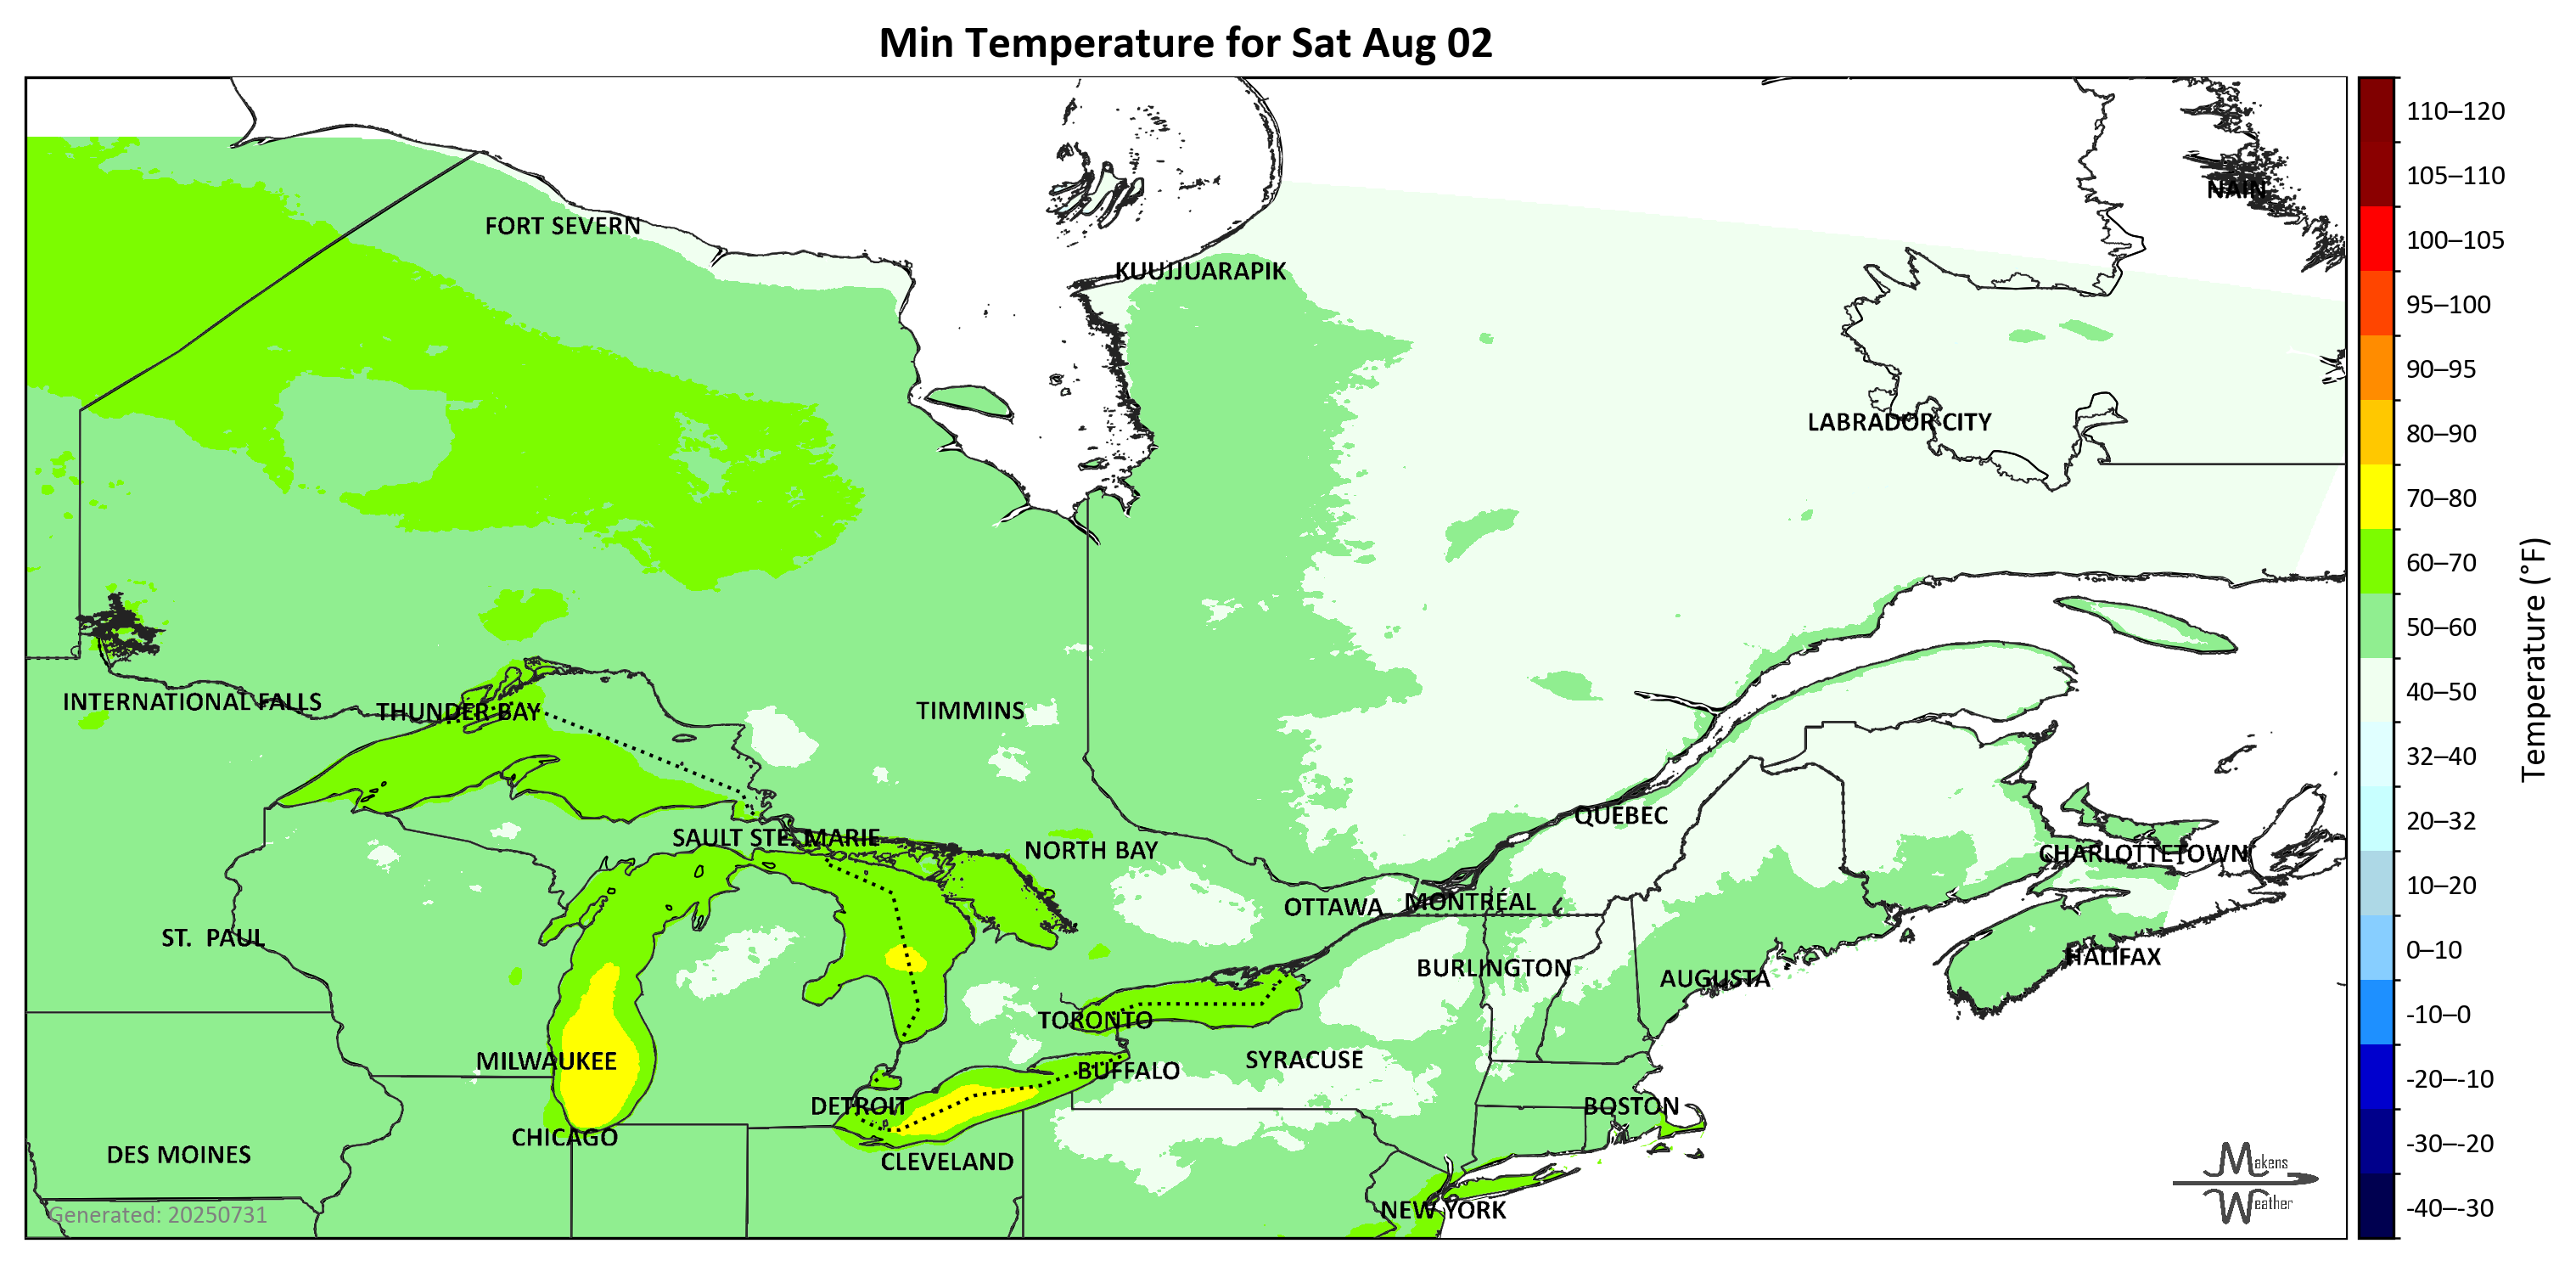 Min Temperature for Sat Aug 02
110–120
105–110
100–105
95–100
90–95
80–90
70–80
60–70
50–60
40–50
32–40
20–32
10–20
0–10
-10–0
-20–-10
-30–-20
-40–-30
Temperature (°F)
NAIN
FORT SEVERN
KUUJJUARAPIK
LABRADOR CITY
INTERNATIONAL FALLS
THUNDER BAY
TIMMINS
QUÉBEC
SAULT STE. MARIE
NORTH BAY
CHARLOTTETOWN
OTTAWA
MONTRÉAL
ST. PAUL
HALIFAX
BURLINGTON
AUGUSTA
TORONTO
MILWAUKEE
SYRACUSE
BUFFALO
DETROIT
BOSTON
CHICAGO
DES MOINES
CLEVELAND
NEW YORK
Generated: 20250731
Makens
Weather